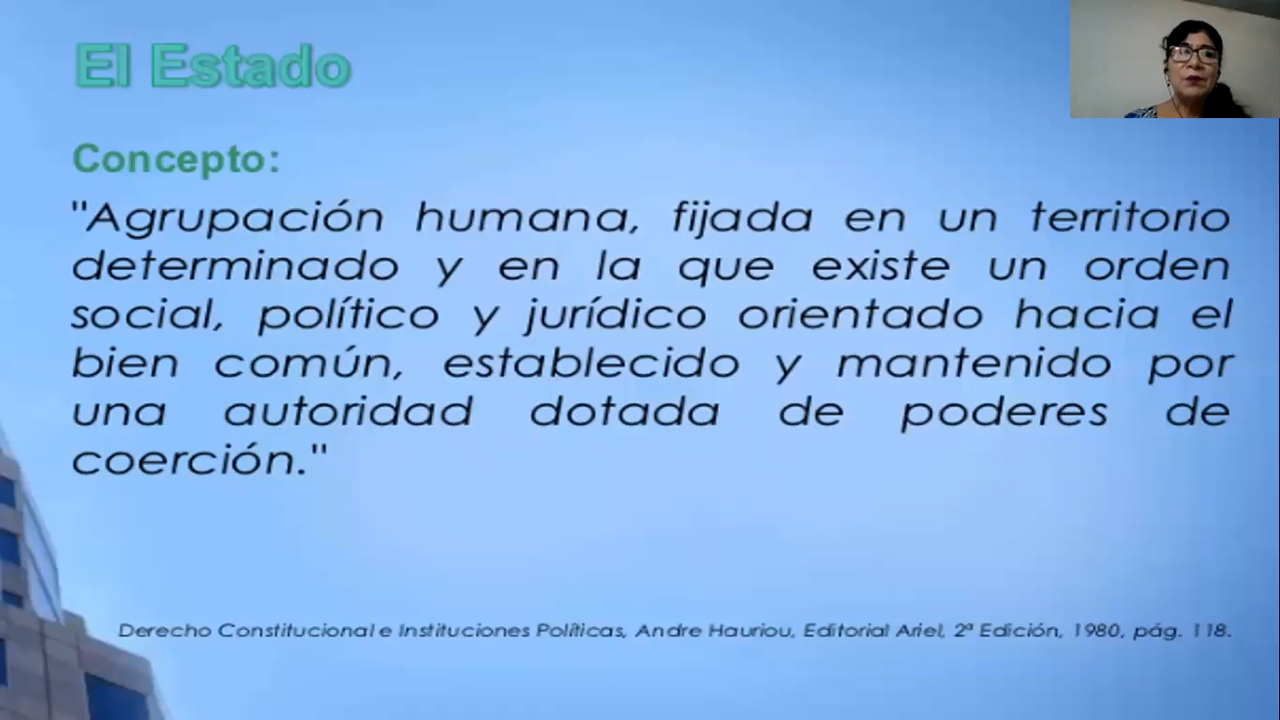 El Estado
Concepto:
"Agrupación humana, fijada en un territorio
determinado y en la que existe un orden
social, político y jurídico orientado hacia el
bien común, establecido y mantenido por
una autoridad dotada de poderes de
coerción."
Derecho Constitucional e Instituciones Políticas, Andre Hauriou, Editorial Ariel, 2ª Edición, 1980, pág. 118.